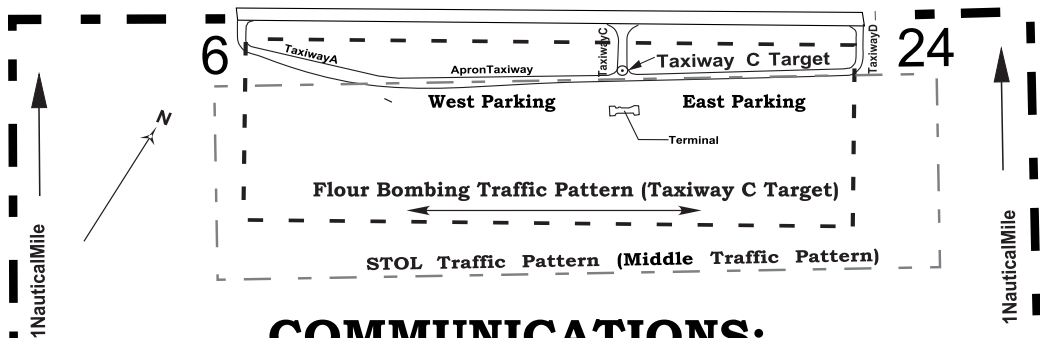 6
24
TaxiwayA
TaxiwayC
TaxiwayD
Taxiway C Target
ApronTaxiway
West Parking
East Parking
N
Terminal
Flour Bombing Traffic Pattern (Taxiway C Target)
STOL Traffic Pattern (Middle Traffic Pattern)
1NauticalMile
1NauticalMile
COMMUNICATIONS: